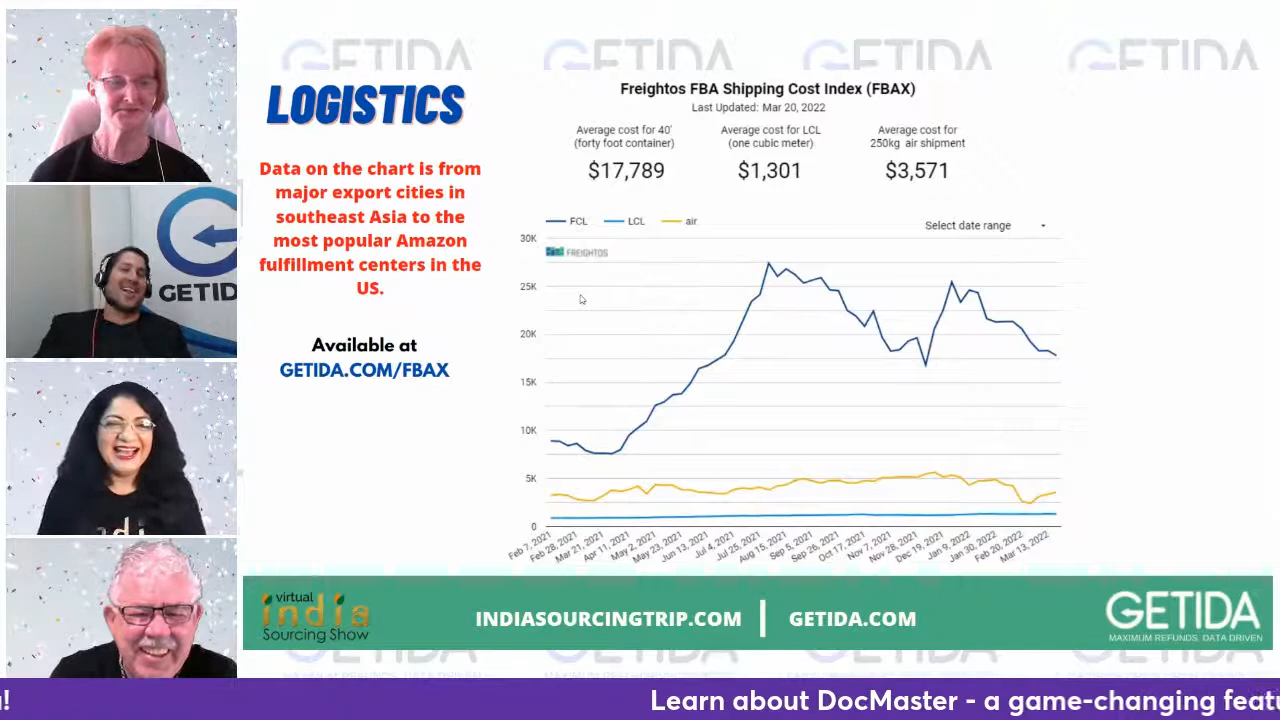 GETIDA GETIDA GETIDA GETIDA
LOGISTICS
Data on the chart is from
major export cities in
southeast Asia to the
most popular Amazon
fulfillment centers in the
US.
Available at
GETIDA.COM/FBAX
GETIDA
Freightos FBA Shipping Cost Index (FBAX)
Last Updated: Mar 20, 2022
Average cost for 40'
(forty foot container)
$17,789
Average cost for LCL
(one cubic meter)
$1,301
Average cost for
250kg air shipment
$3,571
FCL LCL air
Select date range
30K
FREIGHTOS
25K
20K
15K
10K
5K
0
Feb 7, 2021 Feb 28, 2021 Mar 21, 2021 Apr 11, 2021 May 2, 2021 May 23, 2021 Jun 13, 2021 Jul 4, 2021 Jul 25, 2021 Aug 15, 2021 Sep 5, 2021 Sep 26, 2021 Oct 17, 2021 Nov 7, 2021 Nov 28, 2021 Dec 19, 2021 Jan 9, 2022 Jan 30, 2022 Feb 20, 2022 Mar 13, 2022
virtual
india
Sourcing Show
INDIASOURCINGTRIP.COM | GETIDA.COM
GETIDA
MAXIMUM REFUNDS. DATA DRIVEN
Learn about DocMaster - a game-changing featu